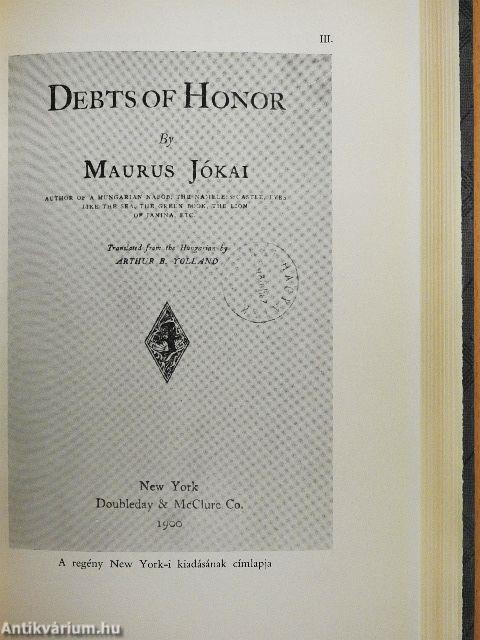 III.
DEBTS OF HONOR
By
MAURUS JÓKAI
AUTHOR OF A HUNGARIAN NABOB, THE NAMELESS CASTLE, EYES
LIKE THE SEA, THE GREEN BOOK, THE LION
OF JANINA, ETC.
Translated from the Hungarian by
ARTHUR B. YOLLAND
New York
Doubleday & McClure Co.
1900
A regény New York-i kiadásának címlapja
Antikvárium.hu